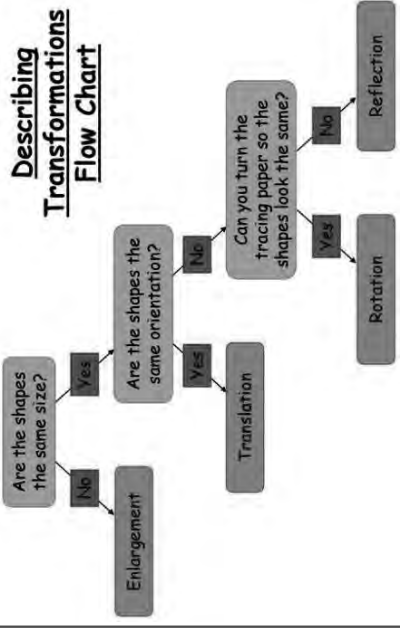 Describing
Transformations
Flow Chart
Are the shapes
the same size?
No
Yes
Enlargement
Are the shapes the
same orientation?
Yes
No
Translation
Can you turn the
tracing paper so the
shapes look the same?
Yes
No
Rotation
Reflection